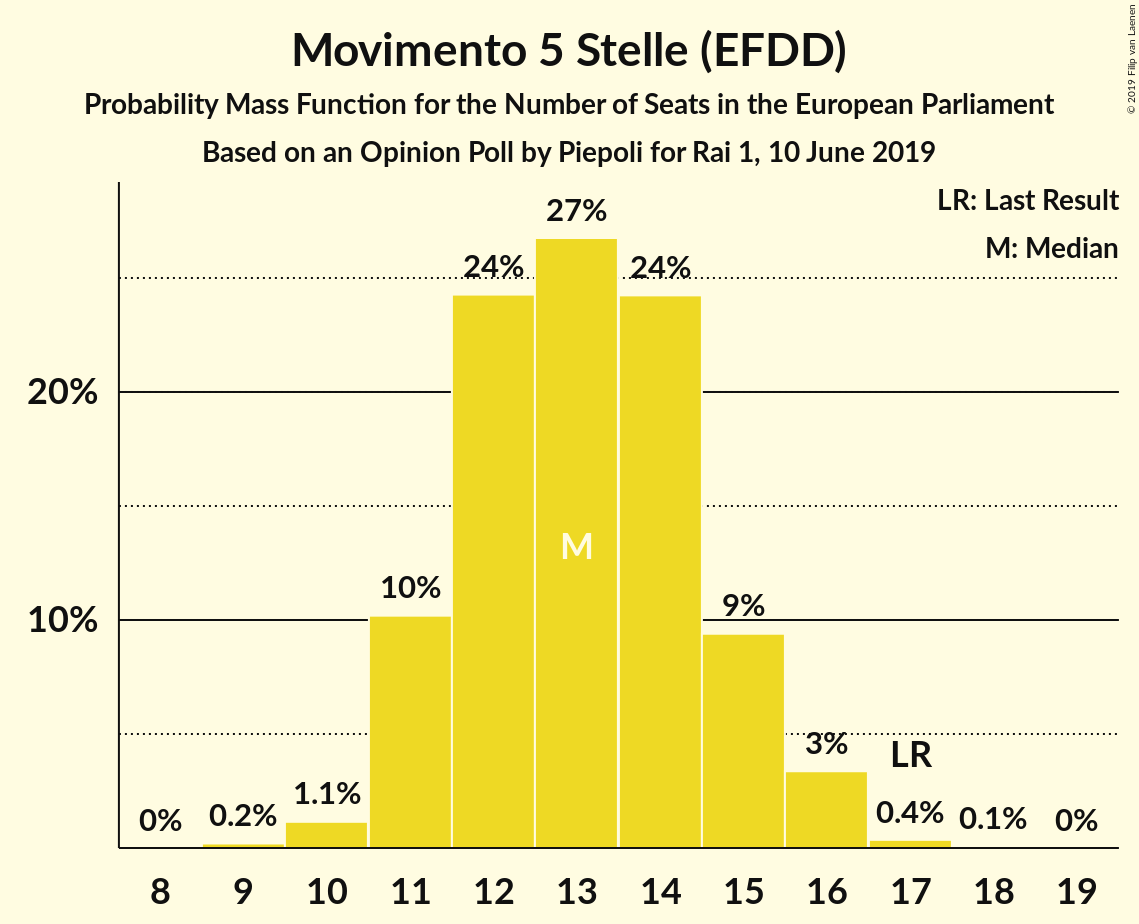 Movimento 5 Stelle (EFDD)
Probability Mass Function for the Number of Seats in the European Parliament
Based on an Opinion Poll by Piepoli for Rai 1, 10 June 2019
© 2019 Filip van Laenen
LR: Last Result
M: Median
27%
24%
24%
20%
M
10%
9%
10%
3%
LR
1.1%
0%
0.2%
0.4%
0.1%
0%
8 9 10 11 12 13 14 15 16 17 18 19